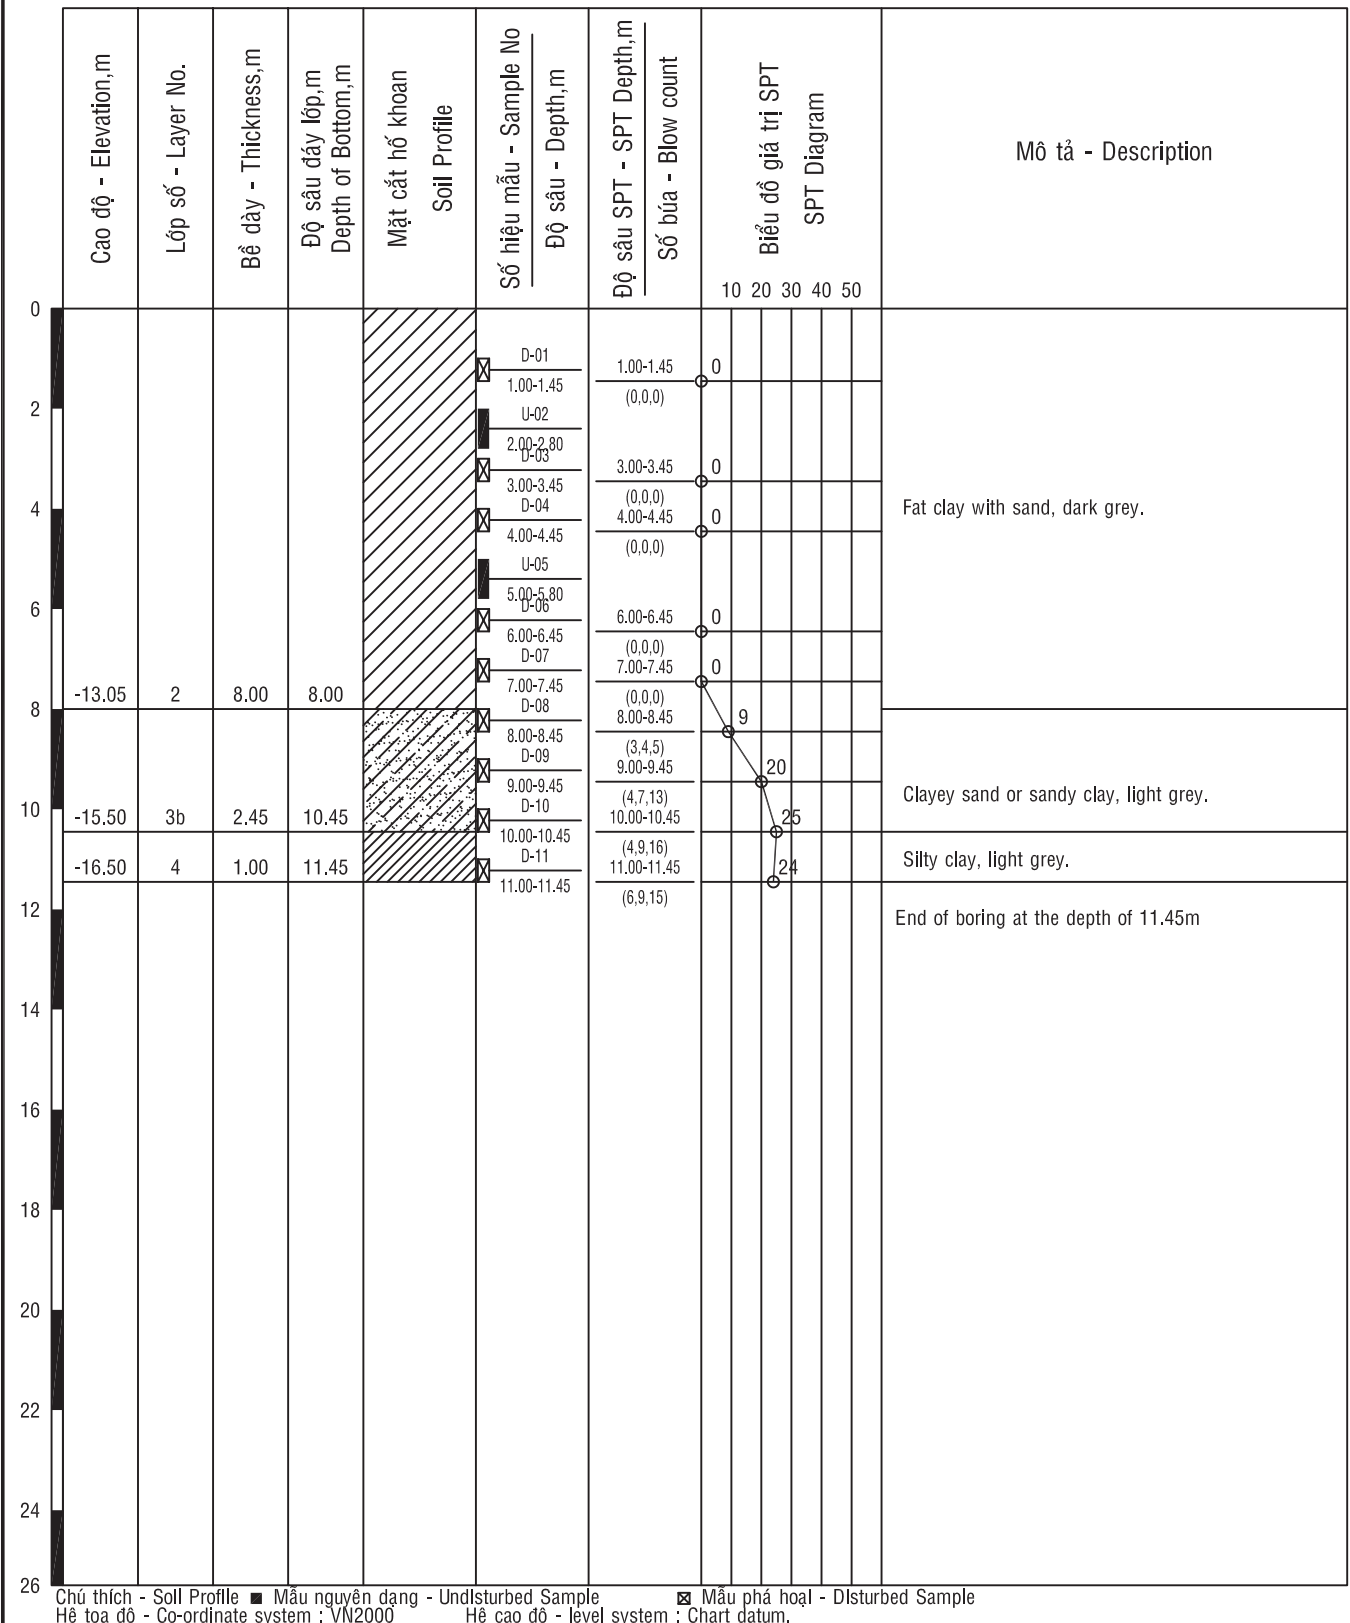 Cao độ - Elevation,m
Lớp số - Layer No.
Bề dày - Thickness,m
Độ sâu đáy lớp,m
Depth of Bottom,m
Mặt cắt hố khoan
Soil Profile
Số hiệu mẫu - Sample No
Độ sâu - Depth,m
Độ sâu SPT - SPT Depth,m
Số búa - Blow count
Biểu đồ giá trị SPT
SPT Diagram
10 20 30 40 50
Mô tả - Description
0
D-01
1.00-1.45
1.00-1.45
(0,0,0)
0
2
U-02
2.00-2.80
D-03
3.00-3.45
3.00-3.45
(0,0,0)
0
4
D-04
4.00-4.45
4.00-4.45
(0,0,0)
0
Fat clay with sand, dark grey.
U-05
5.00-5.80
6
D-06
6.00-6.45
6.00-6.45
(0,0,0)
0
D-07
7.00-7.45
7.00-7.45
(0,0,0)
0
-13.05 2 8.00 8.00
8
D-08
8.00-8.45
8.00-8.45
(3,4,5)
9
D-09
9.00-9.45
9.00-9.45
(4,7,13)
20
Clayey sand or sandy clay, light grey.
10
-15.50 3b 2.45 10.45
D-10
10.00-10.45
10.00-10.45
(4,9,16)
25
Silty clay, light grey.
-16.50 4 1.00 11.45
D-11
11.00-11.45
11.00-11.45
(6,9,15)
24
12
End of boring at the depth of 11.45m
14
16
18
20
22
24
26
Chú thích - Soil Profile Mẫu nguyên dạng - Undisturbed Sample Mẫu phá hoại - Disturbed Sample
Hệ tọa độ - Co-ordinate system : VN2000 Hệ cao độ - level system : Chart datum.